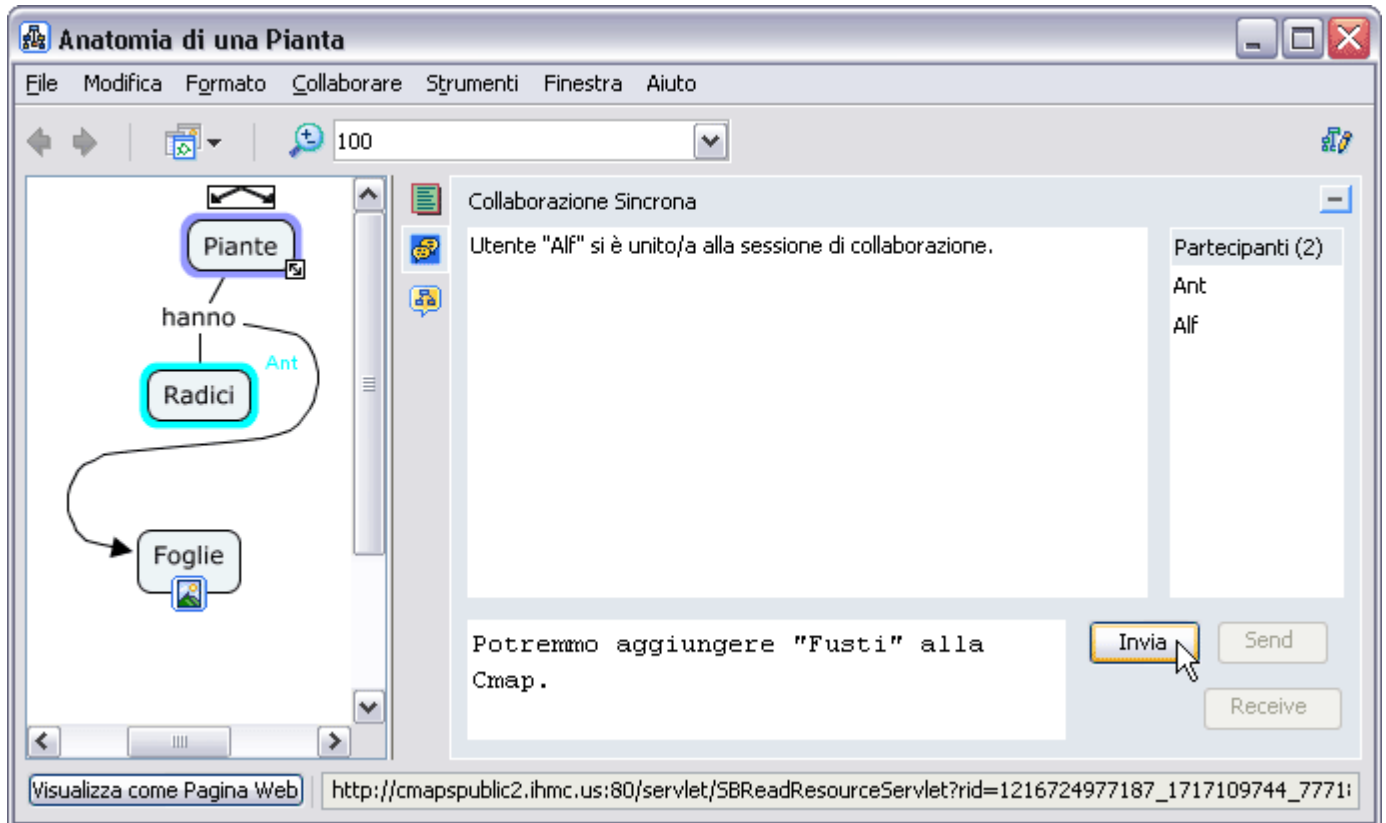 Anatomia di una Pianta
File Modifica Formato Collaborare Strumenti Finestra Aiuto
100
Piante
hanno
Ant
Radici
Foglie
Collaborazione Sincrona
Utente "Alf" si è unito/a alla sessione di collaborazione.
Partecipanti (2)
Ant
Alf
Potremmo aggiungere "Fusti" alla
Cmap.
Invia Send
Receive
Visualizza come Pagina Web http://cmapspublic2.ihmc.us:80/servlet/SBReadResourceServlet?rid=1216724977187_1717109744_7771